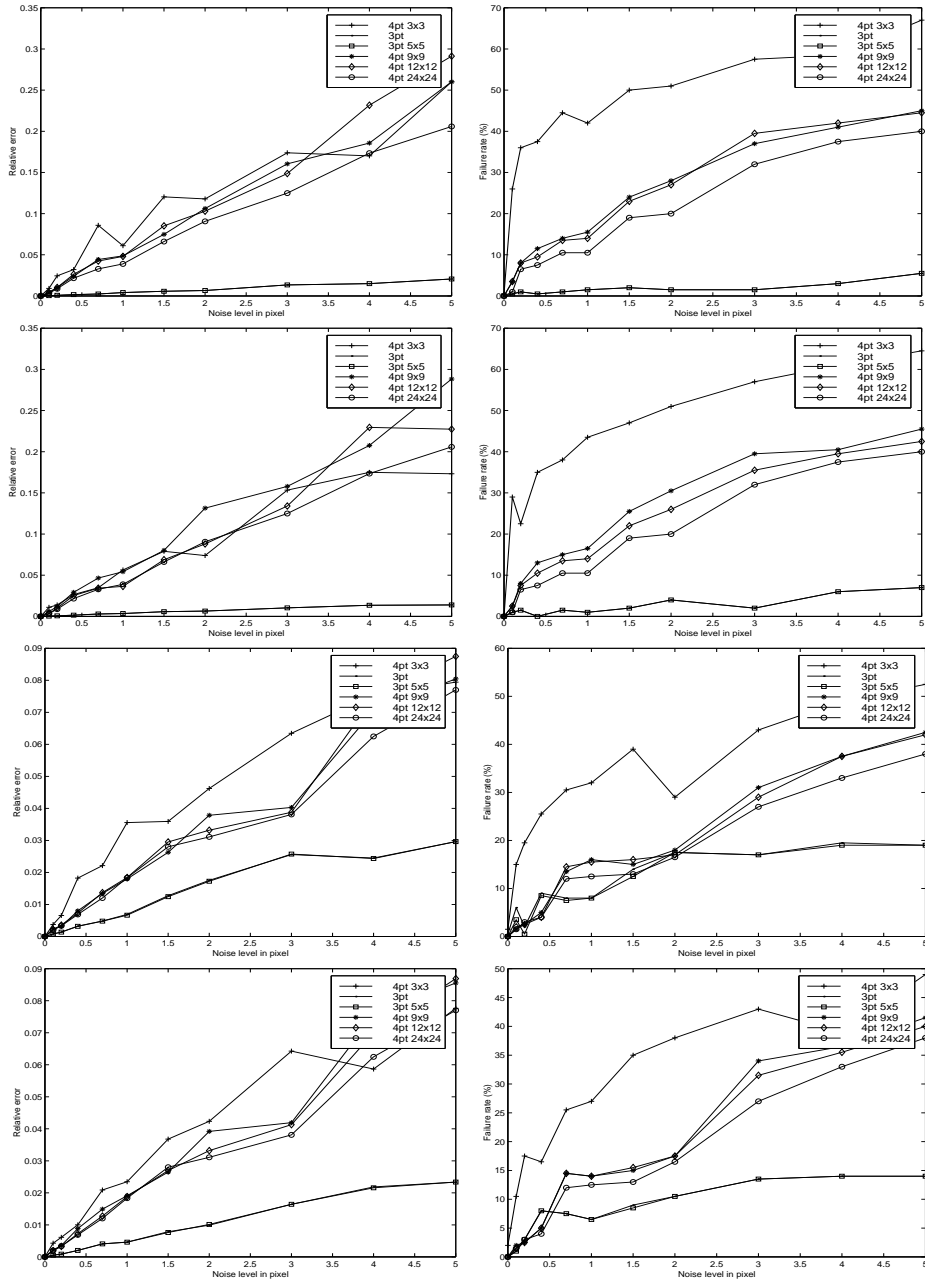 0.35
0.3
0.25
0.2
0.15
0.1
0.05
0
Relative error
4pt 3x3
3pt
3pt 5x5
4pt 9x9
4pt 12x12
4pt 24x24
0 0.5 1 1.5 2 2.5 3 3.5 4 4.5 5
Noise level in pixel
70
60
50
40
30
20
10
0
Failure rate (%)
4pt 3x3
3pt
3pt 5x5
4pt 9x9
4pt 12x12
4pt 24x24
0 0.5 1 1.5 2 2.5 3 3.5 4 4.5 5
Noise level in pixel
0.35
0.3
0.25
0.2
0.15
0.1
0.05
0
Relative error
4pt 3x3
3pt
3pt 5x5
4pt 9x9
4pt 12x12
4pt 24x24
0 0.5 1 1.5 2 2.5 3 3.5 4 4.5 5
Noise level in pixel
70
60
50
40
30
20
10
0
Failure rate (%)
4pt 3x3
3pt
3pt 5x5
4pt 9x9
4pt 12x12
4pt 24x24
0 0.5 1 1.5 2 2.5 3 3.5 4 4.5 5
Noise level in pixel
0.09
0.08
0.07
0.06
0.05
0.04
0.03
0.02
0.01
0
Relative error
4pt 3x3
3pt
3pt 5x5
4pt 9x9
4pt 12x12
4pt 24x24
0 0.5 1 1.5 2 2.5 3 3.5 4 4.5 5
Noise level in pixel
60
50
40
30
20
10
0
Failure rate (%)
4pt 3x3
3pt
3pt 5x5
4pt 9x9
4pt 12x12
4pt 24x24
0 0.5 1 1.5 2 2.5 3 3.5 4 4.5 5
Noise level in pixel
0.09
0.08
0.07
0.06
0.05
0.04
0.03
0.02
0.01
0
Relative error
4pt 3x3
3pt
3pt 5x5
4pt 9x9
4pt 12x12
4pt 24x24
0 0.5 1 1.5 2 2.5 3 3.5 4 4.5 5
Noise level in pixel
50
45
40
35
30
25
20
15
10
5
0
Failure rate (%)
4pt 3x3
3pt
3pt 5x5
4pt 9x9
4pt 12x12
4pt 24x24
0 0.5 1 1.5 2 2.5 3 3.5 4 4.5 5
Noise level in pixel